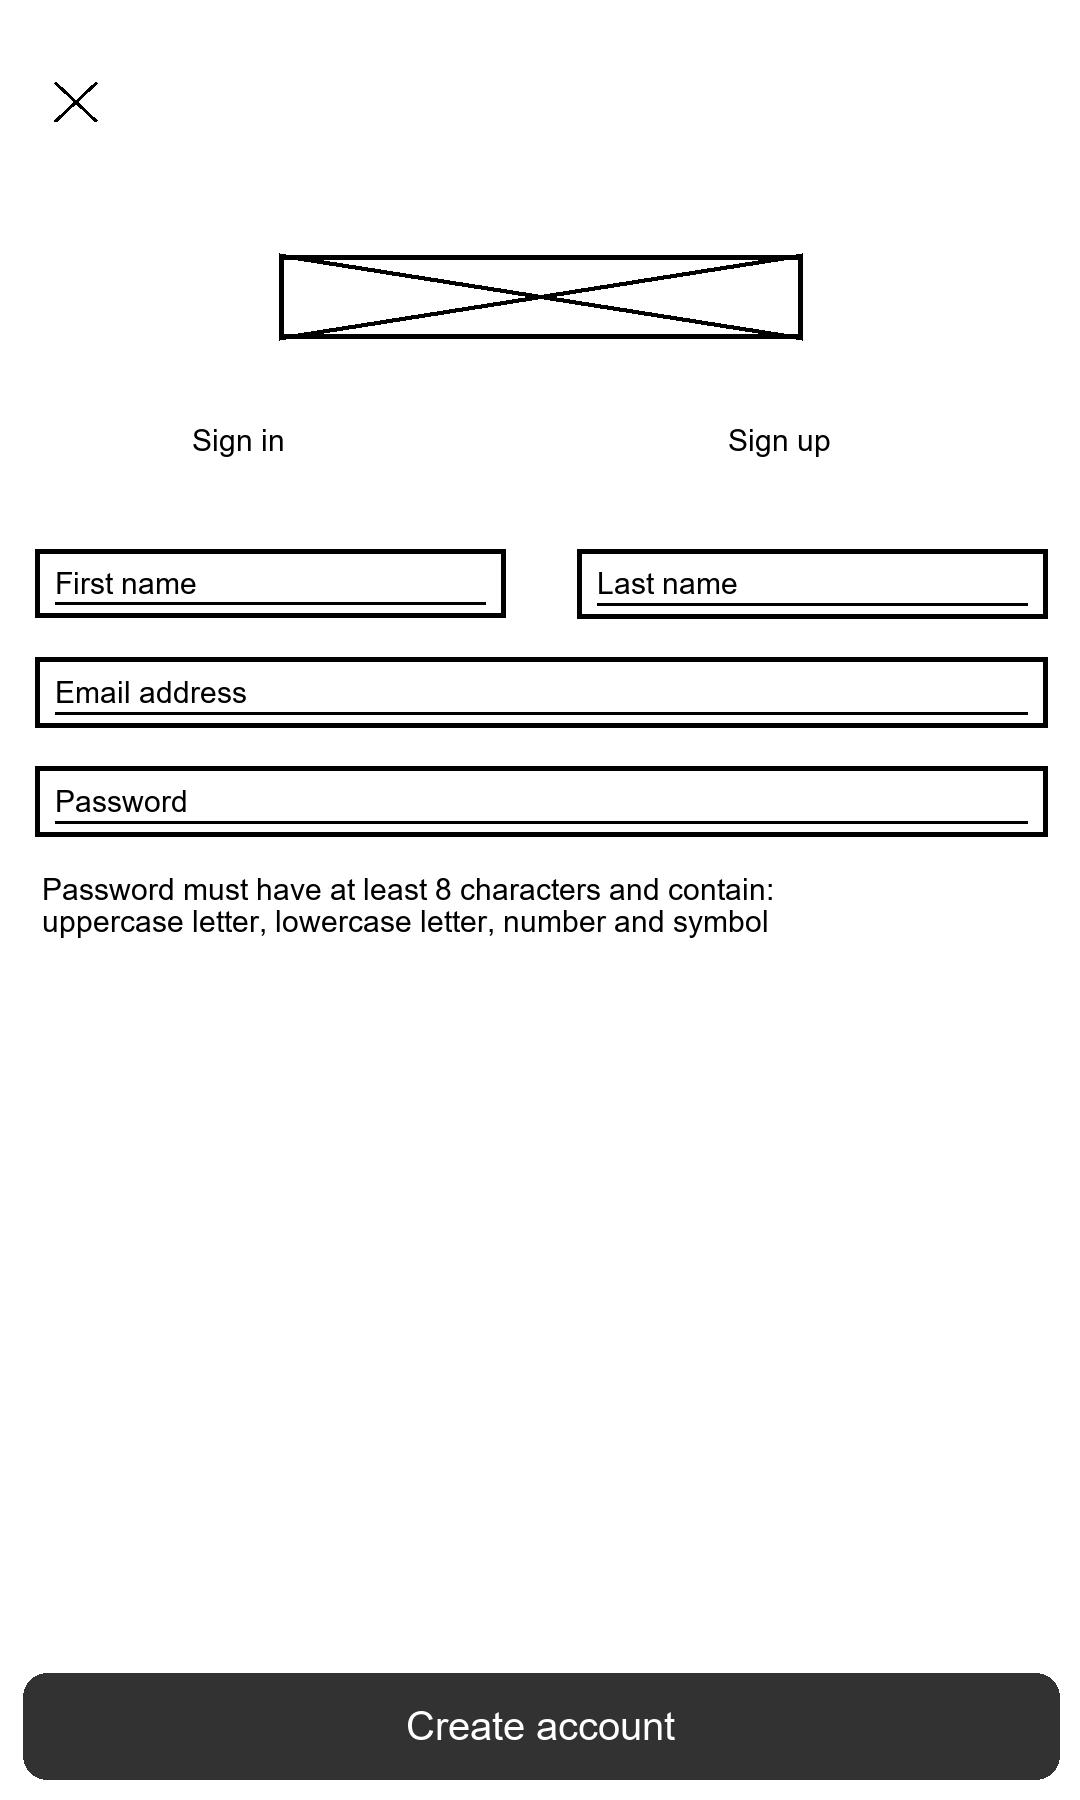 Sign in
Sign up
First name
Last name
Email address
Password
Password must have at least 8 characters and contain:
uppercase letter, lowercase letter, number and symbol
Create account